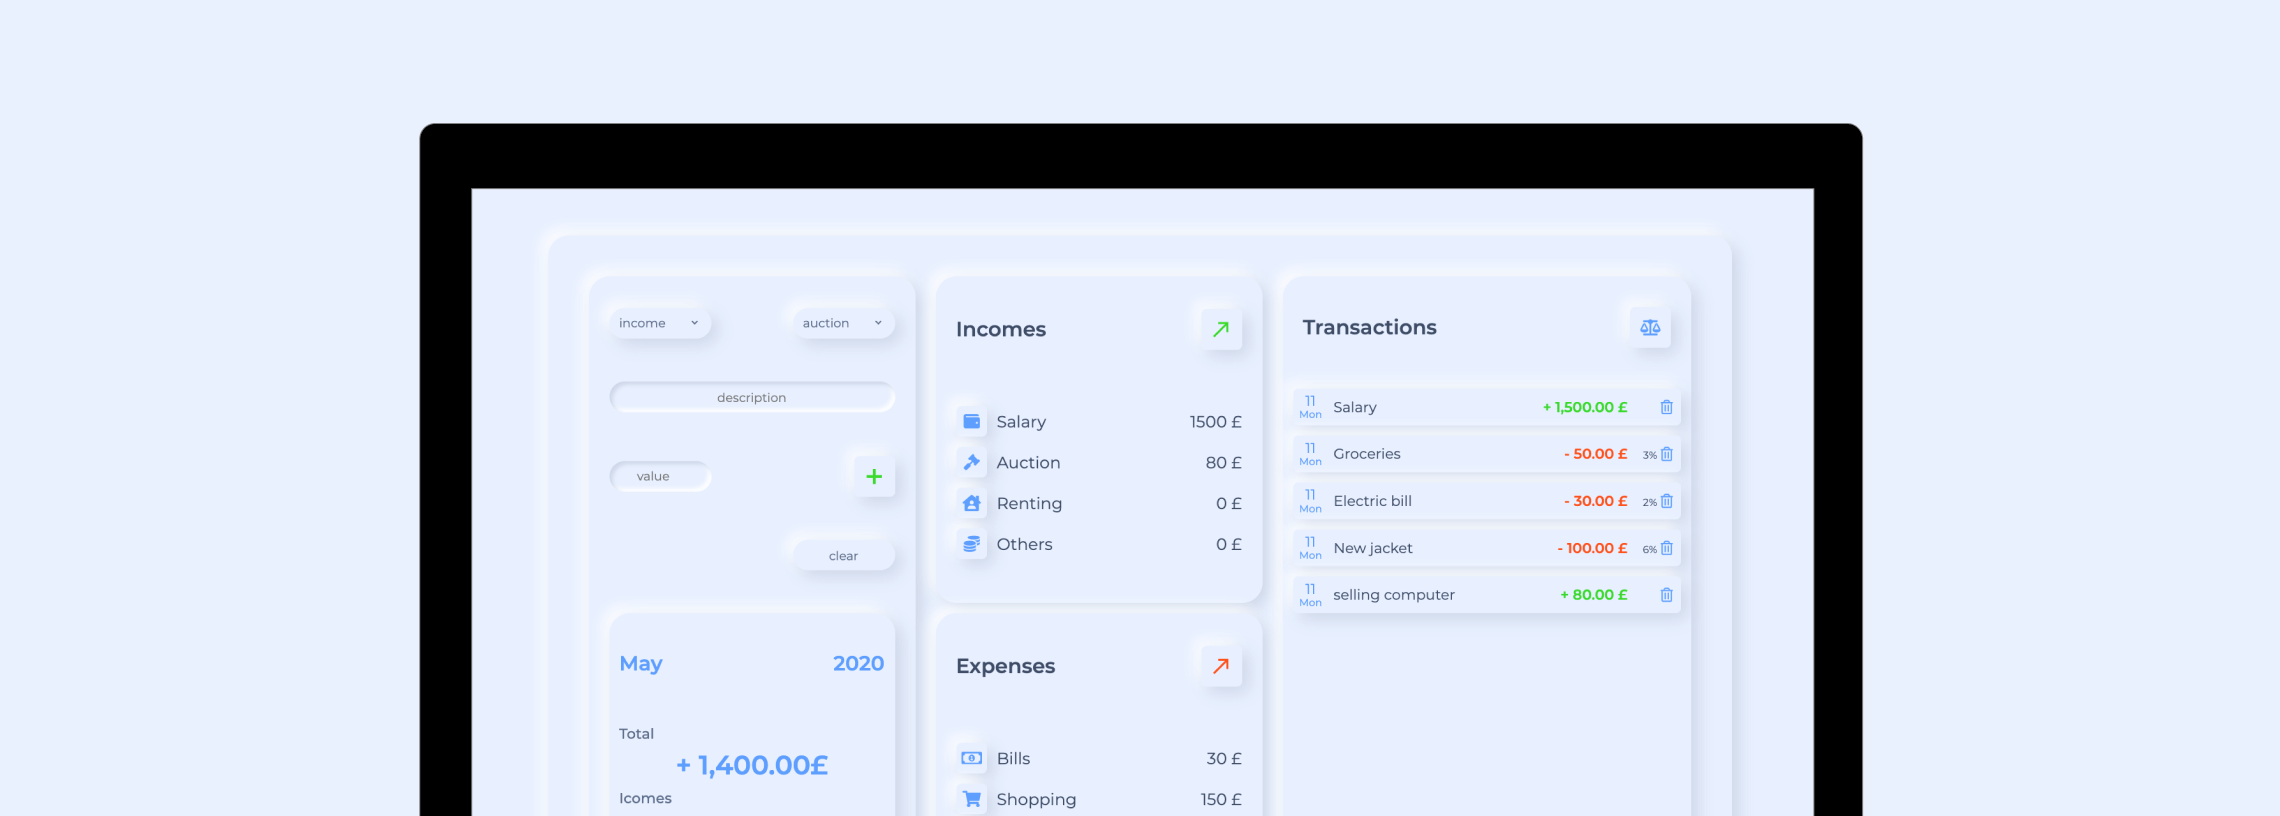 income
auction
description
value
+
clear
May 2020
Total
+ 1,400.00£
Icomes
Incomes
Salary 1500 £
Auction 80 £
Renting 0 £
Others 0 £
Expenses
Bills 30 £
Shopping 150 £
Transactions
11
Mon
Salary + 1,500.00 £
11
Mon
Groceries - 50.00 £ 3%
11
Mon
Electric bill - 30.00 £ 2%
11
Mon
New jacket - 100.00 £ 6%
11
Mon
selling computer + 80.00 £